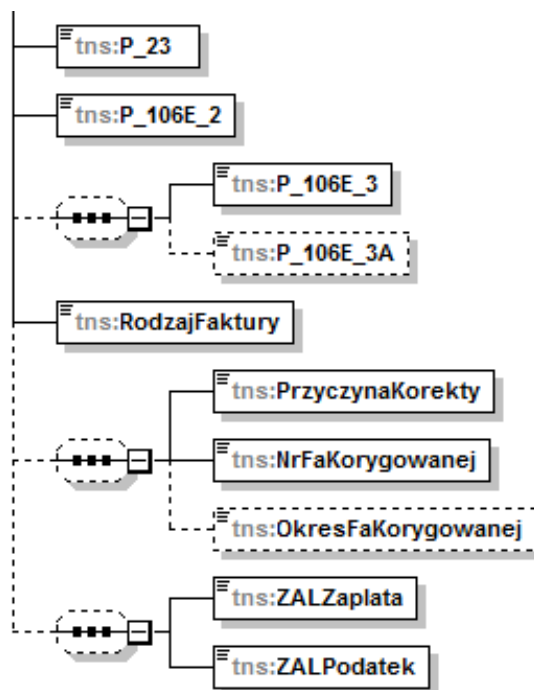 tns:P_23
tns:P_106E_2
tns:P_106E_3
tns:P_106E_3A
tns:RodzajFaktury
tns:PrzyczynaKorekty
tns:NrFaKorygowanej
tns:OkresFaKorygowanej
tns:ZALZaplata
tns:ZALPodatek